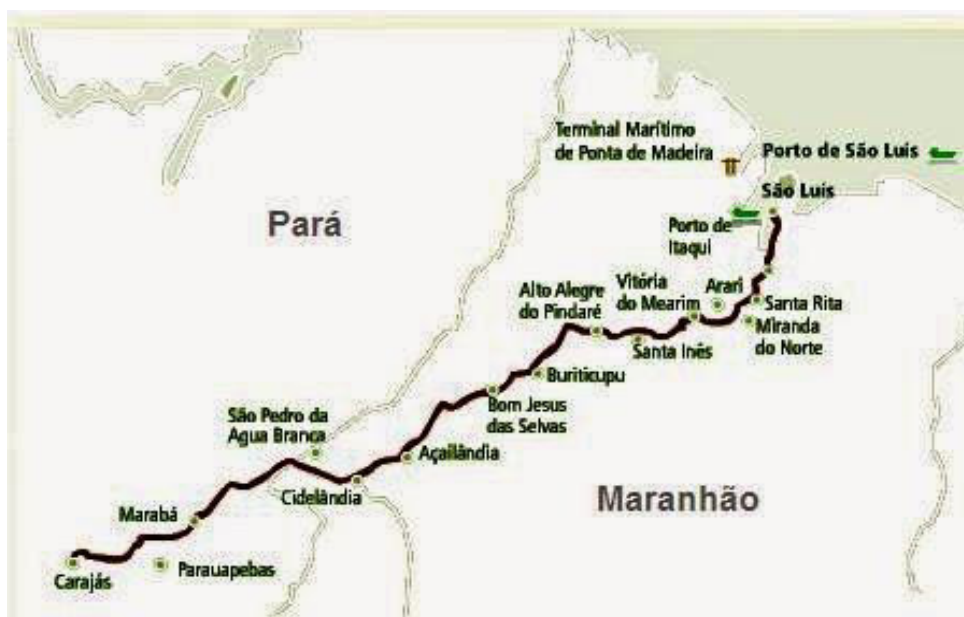 Terminal Marítimo
de Ponta de Madeira
Porto de São Luis
São Luis
Pará
Porto de
Itaqui
Vitória
do Mearim
Arari
Alto Alegre
do Pindaré
Santa Rita
Miranda
do Norte
Santa Inês
Buriticupu
Bom Jesus
das Selvas
São Pedro da
Agua Branca
Açailândia
Cidelândia
Maranhão
Marabá
Parauapebas
Carajás